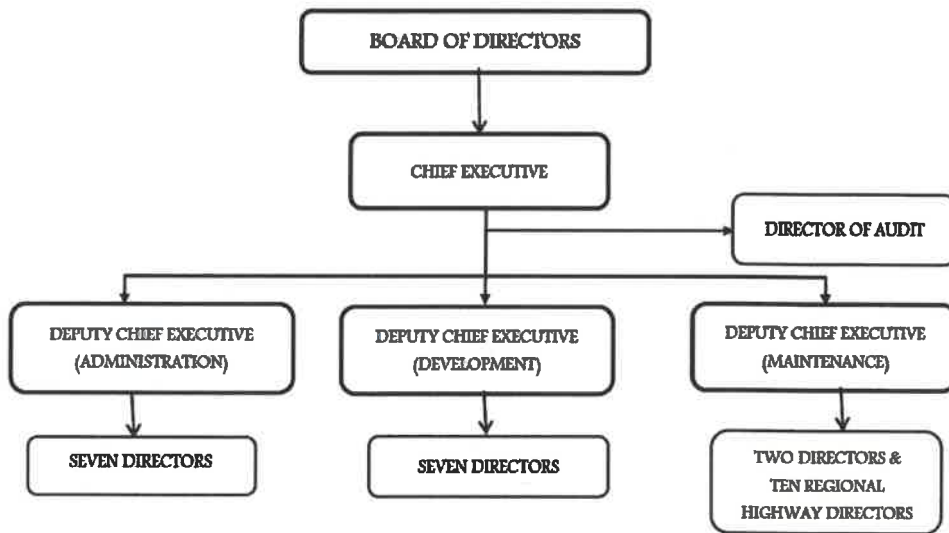 BOARD OF DIRECTORS
CHIEF EXECUTIVE
DIRECTOR OF AUDIT
DEPUTY CHIEF EXECUTIVE
(ADMINISTRATION)
DEPUTY CHIEF EXECUTIVE
(DEVELOPMENT)
DEPUTY CHIEF EXECUTIVE
(MAINTENANCE)
SEVEN DIRECTORS
SEVEN DIRECTORS
TWO DIRECTORS &
TEN REGIONAL
HIGHWAY DIRECTORS